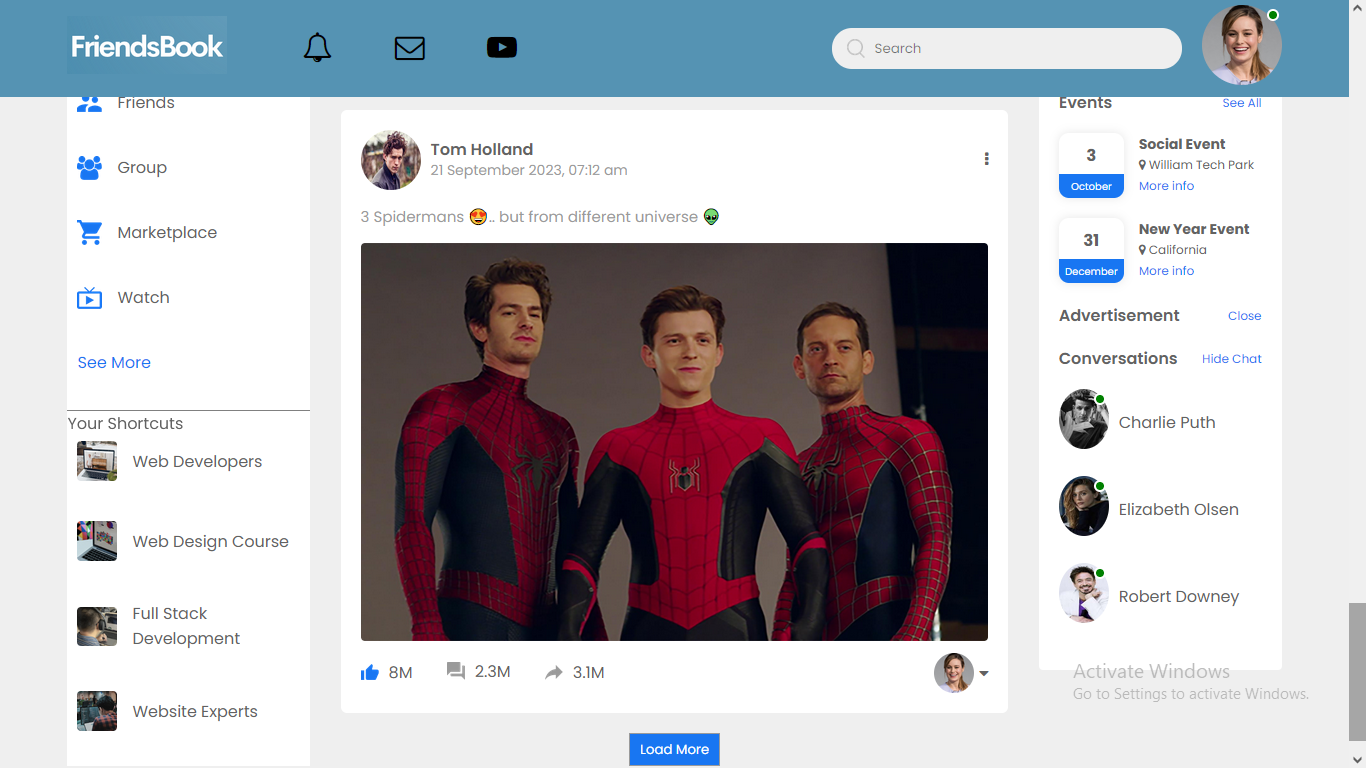 FriendsBook
Search
Friends
Group
Marketplace
Watch
See More
Your Shortcuts
Web Developers
Web Design Course
Full Stack
Development
Website Experts
Tom Holland
21 September 2023, 07:12 am
3 Spidermans 😍.. but from different universe 👽
8M
2.3M
3.1M
Load More
Events
See All
3
October
Social Event
William Tech Park
More info
31
December
New Year Event
California
More info
Advertisement
Close
Conversations
Hide Chat
Charlie Puth
Elizabeth Olsen
Robert Downey
Activate Windows
Go to Settings to activate Windows.